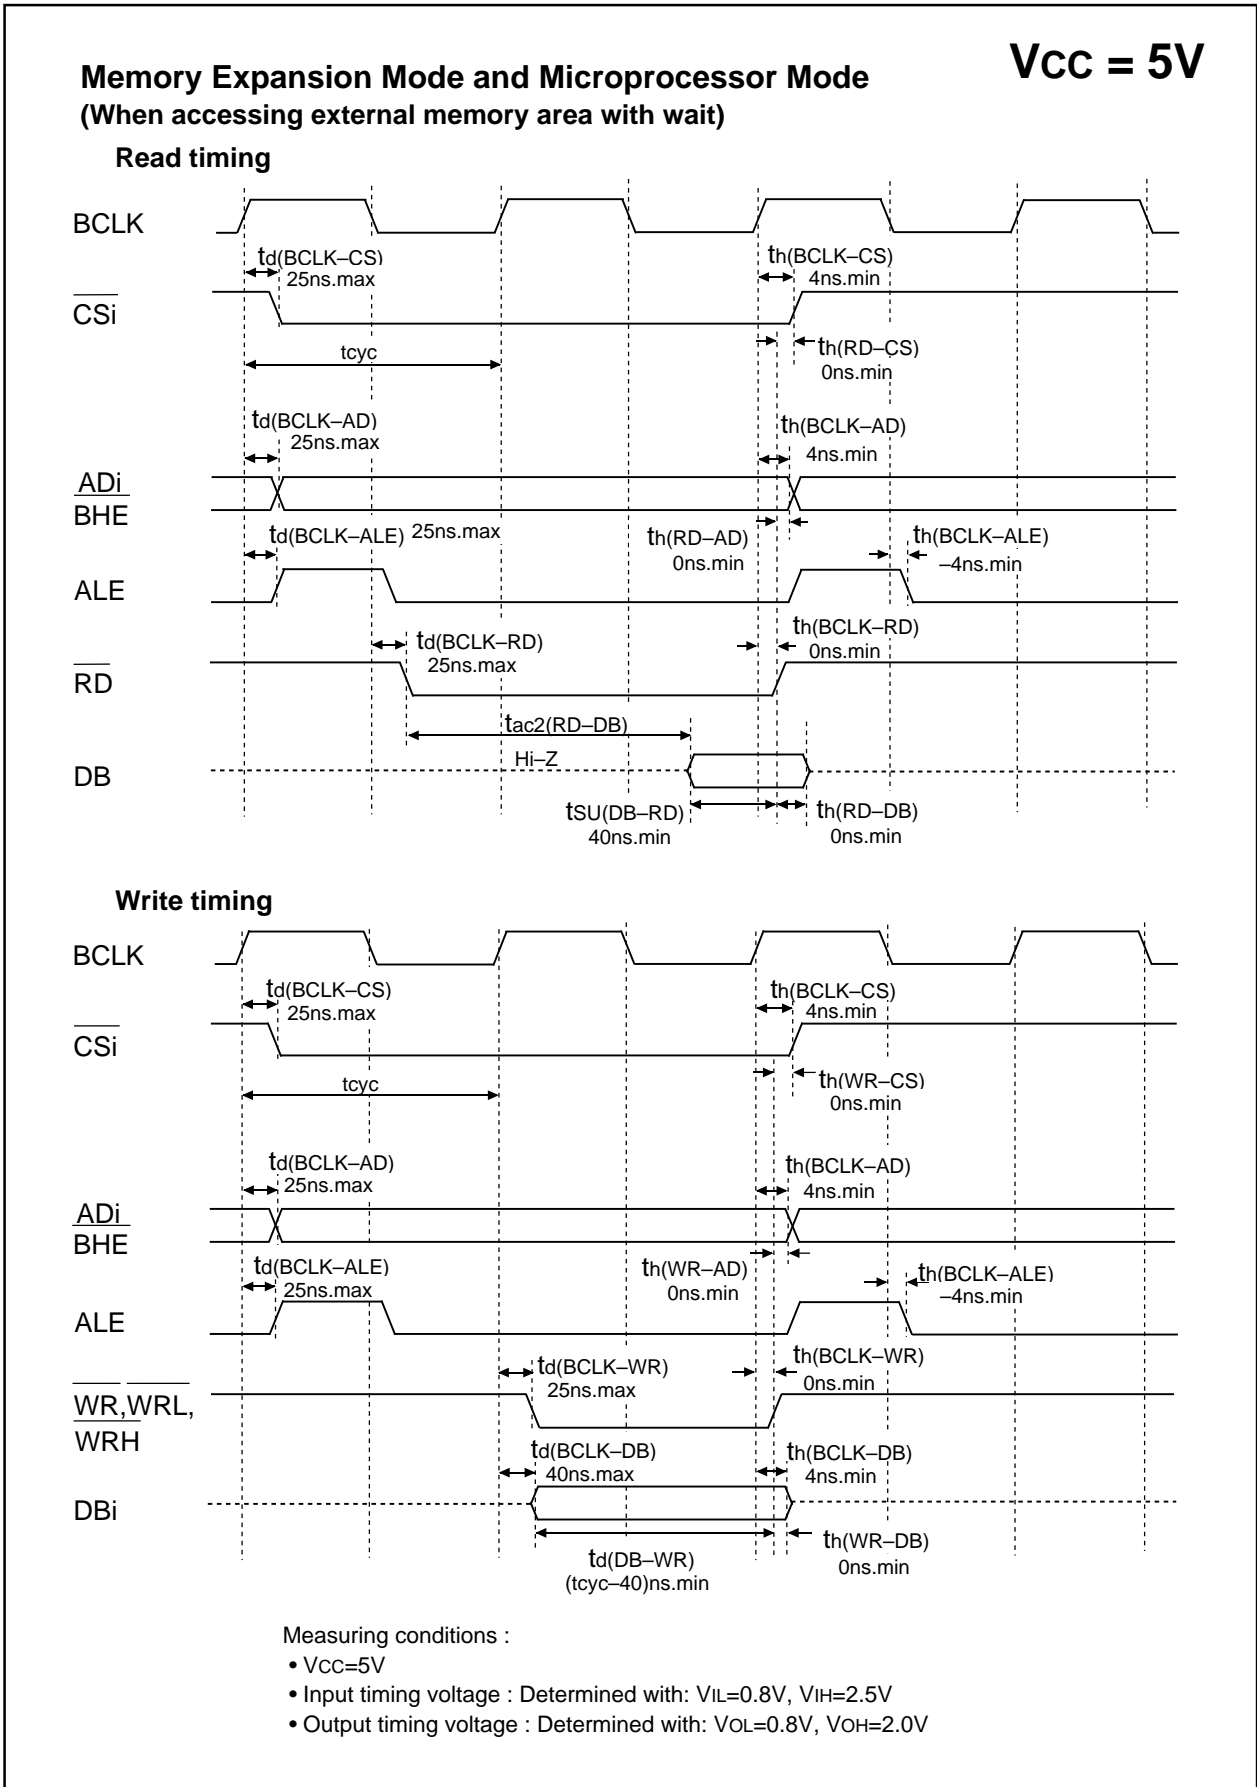 VCC = 5V
Memory Expansion Mode and Microprocessor Mode
(When accessing external memory area with wait)
Read timing
BCLK
td(BCLK–CS)
25ns.max
th(BCLK–CS)
4ns.min
CSi
tcyc
th(RD–CS)
0ns.min
td(BCLK–AD)
25ns.max
th(BCLK–AD)
4ns.min
ADi
BHE
td(BCLK–ALE) 25ns.max
th(RD–AD)
0ns.min
th(BCLK–ALE)
–4ns.min
ALE
td(BCLK–RD)
25ns.max
th(BCLK–RD)
0ns.min
RD
tac2(RD–DB)
Hi–Z
DB
tSU(DB–RD)
40ns.min
th(RD–DB)
0ns.min
Write timing
BCLK
td(BCLK–CS)
25ns.max
th(BCLK–CS)
4ns.min
CSi
tcyc
th(WR–CS)
0ns.min
td(BCLK–AD)
25ns.max
th(BCLK–AD)
4ns.min
ADi
BHE
td(BCLK–ALE)
25ns.max
th(WR–AD)
0ns.min
th(BCLK–ALE)
–4ns.min
ALE
td(BCLK–WR)
25ns.max
th(BCLK–WR)
0ns.min
WR,WRL,
WRH
td(BCLK–DB)
40ns.max
th(BCLK–DB)
4ns.min
DBi
td(DB–WR)
(tcyc–40)ns.min
th(WR–DB)
0ns.min
Measuring conditions :
• VCC=5V
• Input timing voltage : Determined with: VIL=0.8V, VIH=2.5V
• Output timing voltage : Determined with: VOL=0.8V, VOH=2.0V